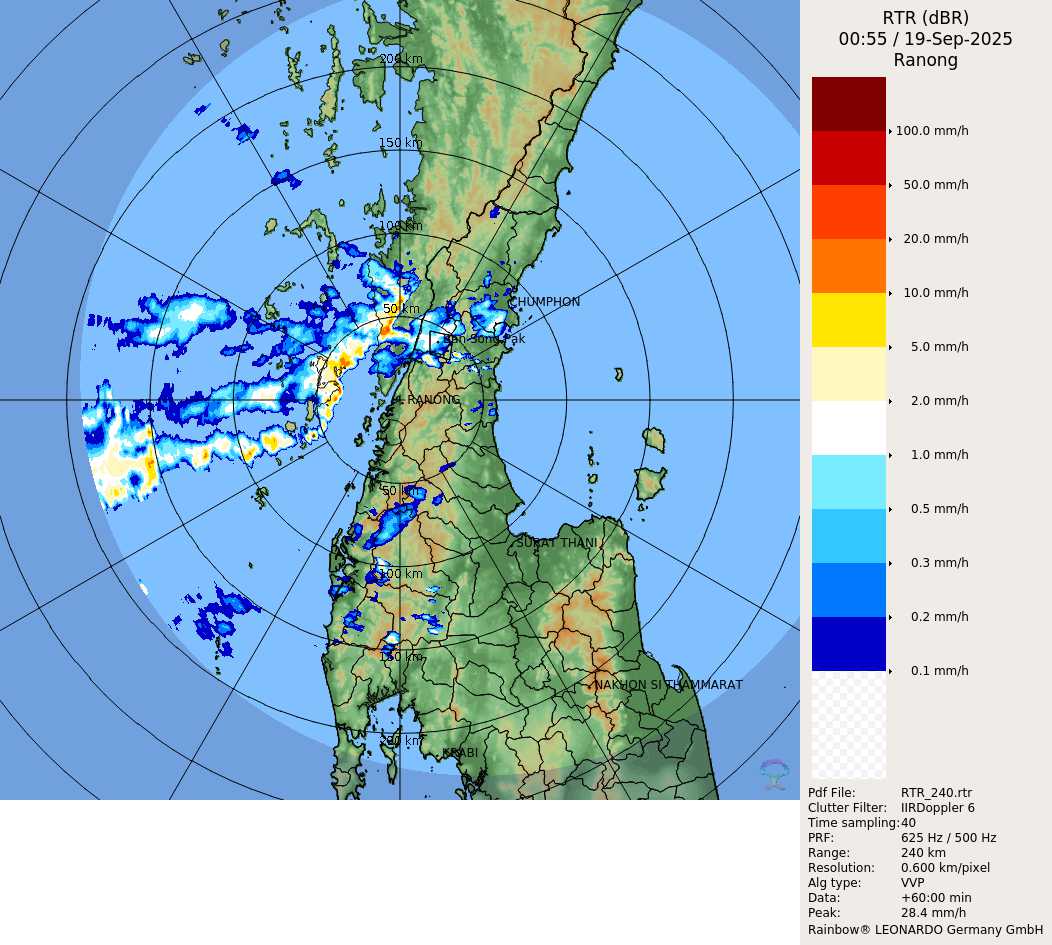 RTR (dBR)
00:55 / 19-Sep-2025
Ranong
200 km
150 km
100 km
50 km
CHUMPHON
Ban Song Pak
RANONG
50 km
SURAT THANI
100 km
150 km
NAKHON SI THAMMARAT
200 km
KRABI
100.0 mm/h
50.0 mm/h
20.0 mm/h
10.0 mm/h
5.0 mm/h
2.0 mm/h
1.0 mm/h
0.5 mm/h
0.3 mm/h
0.2 mm/h
0.1 mm/h
Pdf File: RTR_240.rtr
Clutter Filter: IIRDoppler 6
Time sampling:40
PRF: 625 Hz / 500 Hz
Range: 240 km
Resolution: 0.600 km/pixel
Alg type: VVP
Data: +60:00 min
Peak: 28.4 mm/h
Rainbow® LEONARDO Germany GmbH